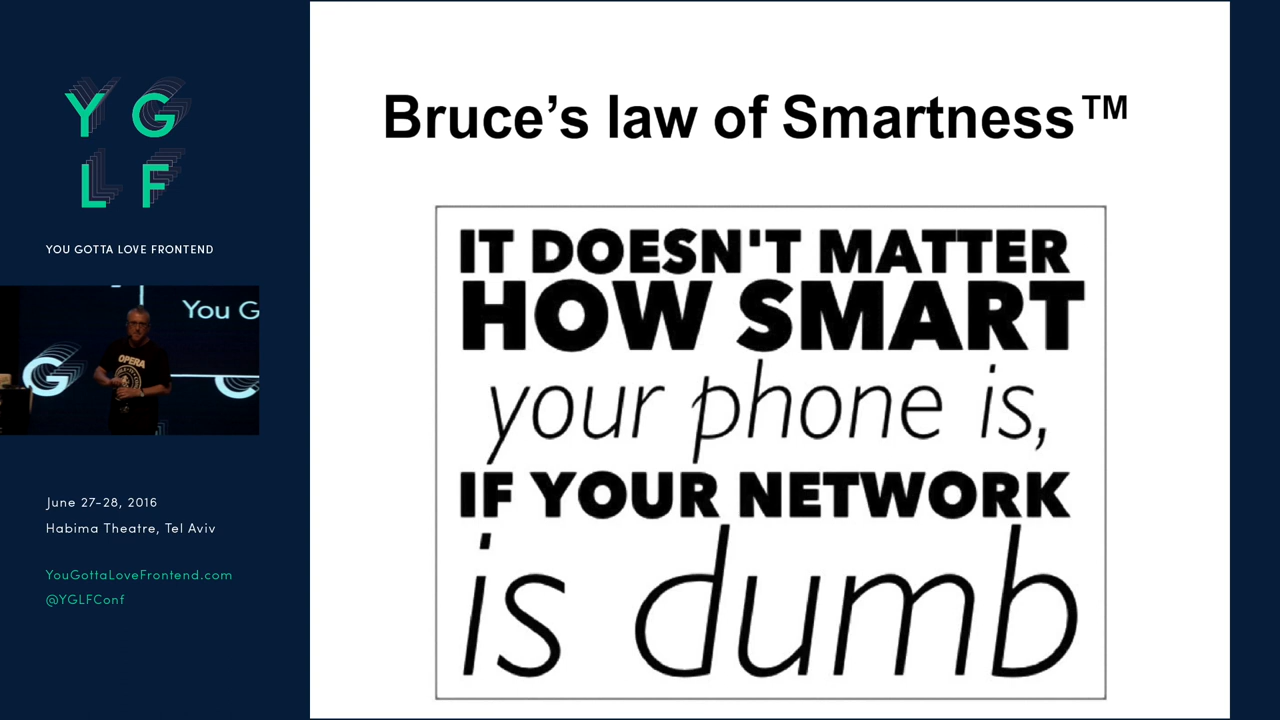 Y G
L F
YOU GOTTA LOVE FRONTEND
You G
G
OPERA
June 27-28, 2016
Habima Theatre, Tel Aviv
YouGottaLoveFrontend.com
@YGLFConf
Bruce’s law of Smartness™
IT DOESN'T MATTER
HOW SMART
your phone is,
IF YOUR NETWORK
is dumb